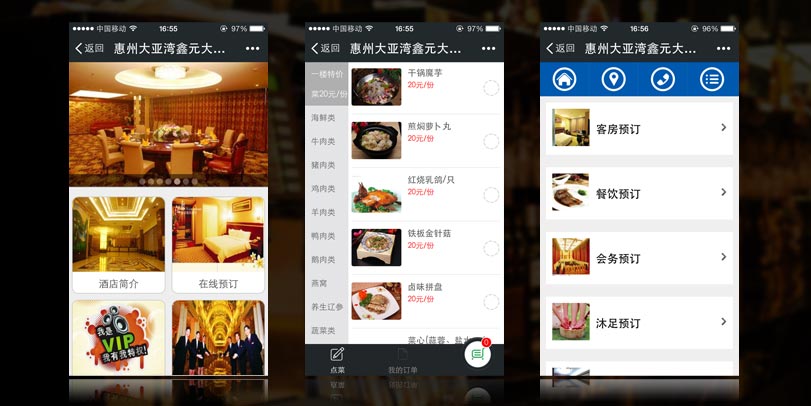 中国移动 16:55 97%
返回 惠州大亚湾鑫元大...
酒店简介
在线预订
我是
VIP
我有我特权!
中国移动 16:55 97%
返回 惠州大亚湾鑫元大...
一楼特价
菜20元/份
海鲜类
牛肉类
猪肉类
鸡肉类
羊肉类
鸭肉类
鹅肉类
燕窝
养生辽参
蔬菜类
干锅魔芋
20元/份
煎焖萝卜丸
20元/份
红烧乳鸽/只
20元/份
铁板金针菇
20元/份
卤味拼盘
20元/份
菜心(蒜蓉、盐水
0
点菜
我的订单
中国移动 16:56 96%
返回 惠州大亚湾鑫元大...
客房预订
餐饮预订
会务预订
沐足预订